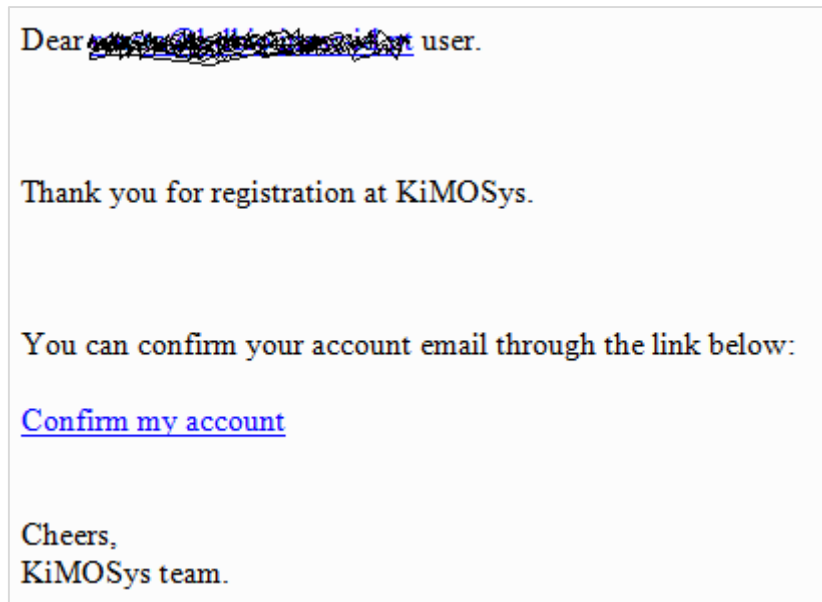 Dear user.
Thank you for registration at KiMOSys.
You can confirm your account email through the link below:
Confirm my account
Cheers,
KiMOSys team.